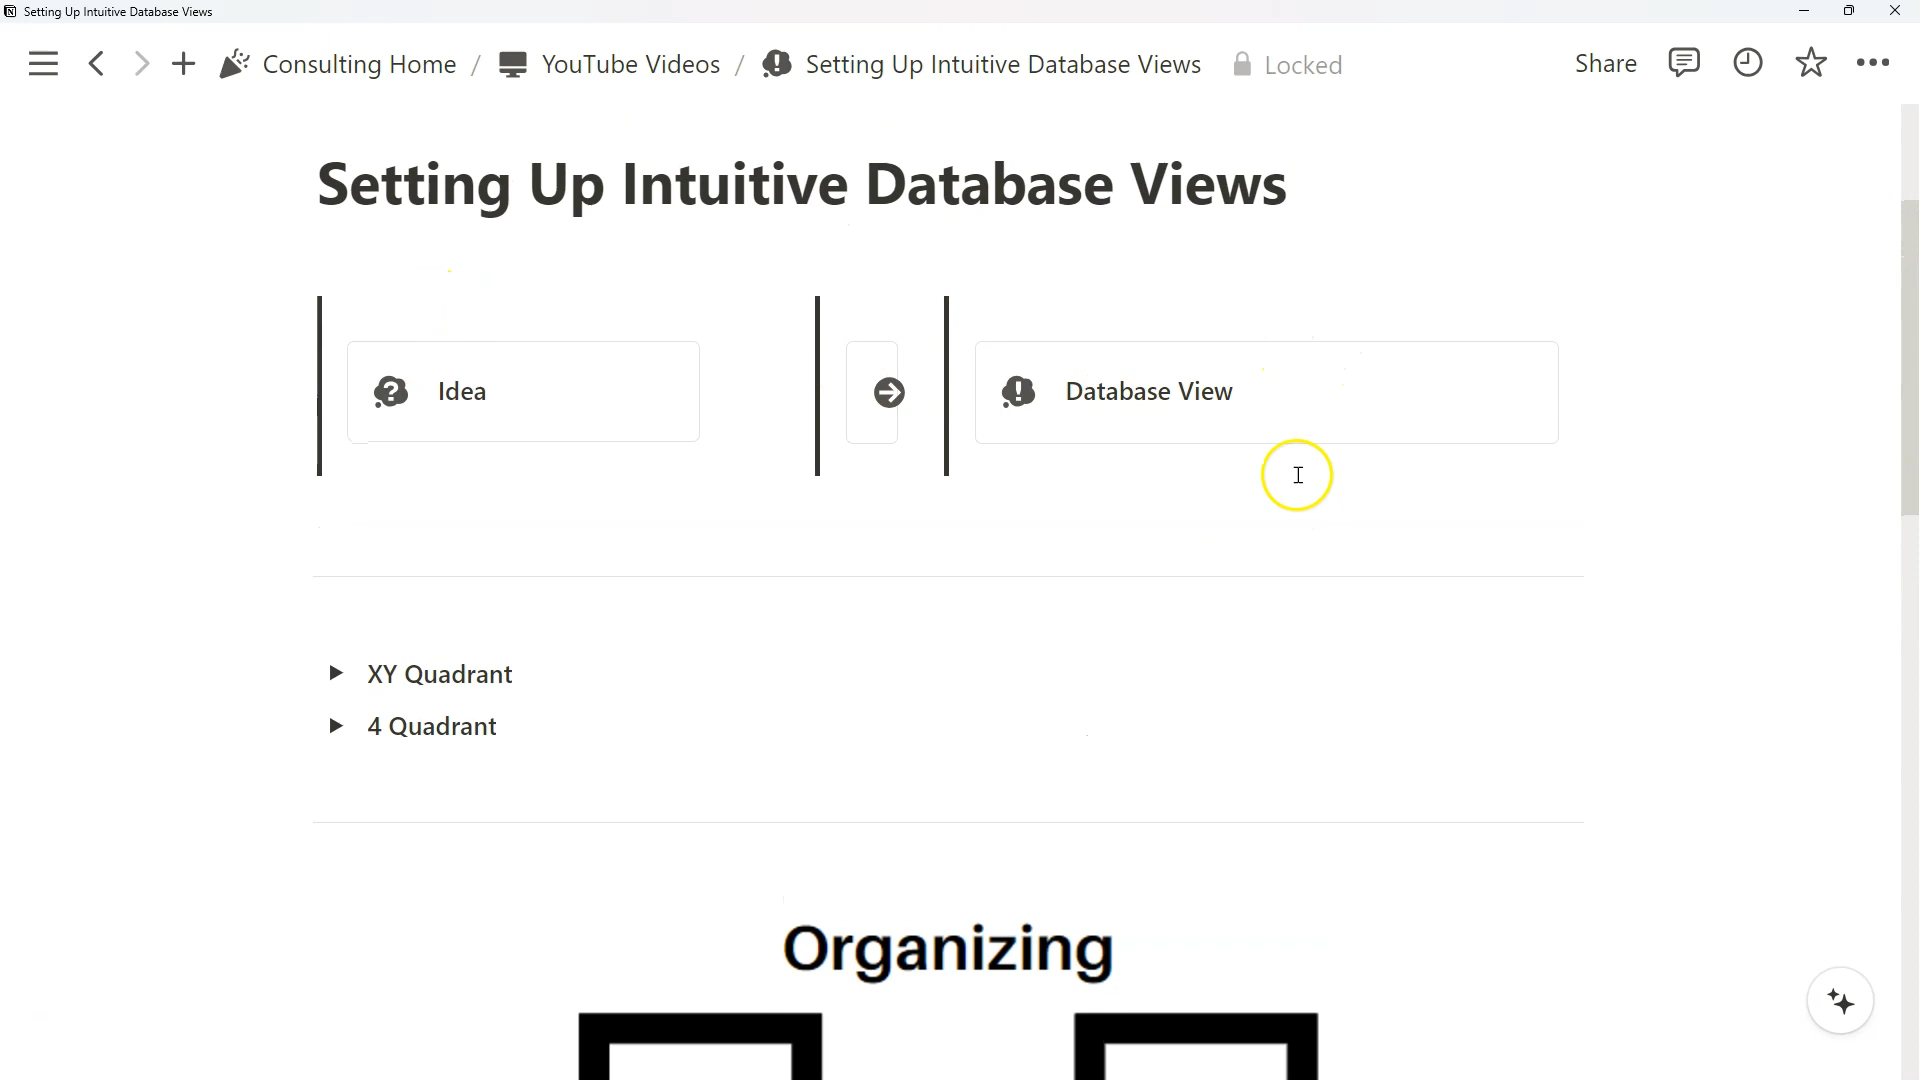 Setting Up Intuitive Database Views
Consulting Home / YouTube Videos / Setting Up Intuitive Database Views Locked Share
Setting Up Intuitive Database Views
Idea
Database View
XY Quadrant
4 Quadrant
Organizing